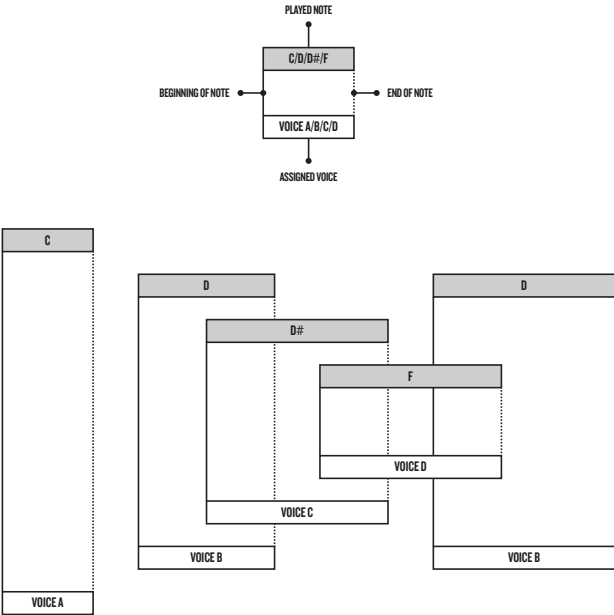 PLAYED NOTE
C/D/D#/F
BEGINNING OF NOTE
END OF NOTE
VOICE A/B/C/D
ASSIGNED VOICE
C
D
D
D#
F
VOICE D
VOICE C
VOICE B
VOICE B
VOICE A